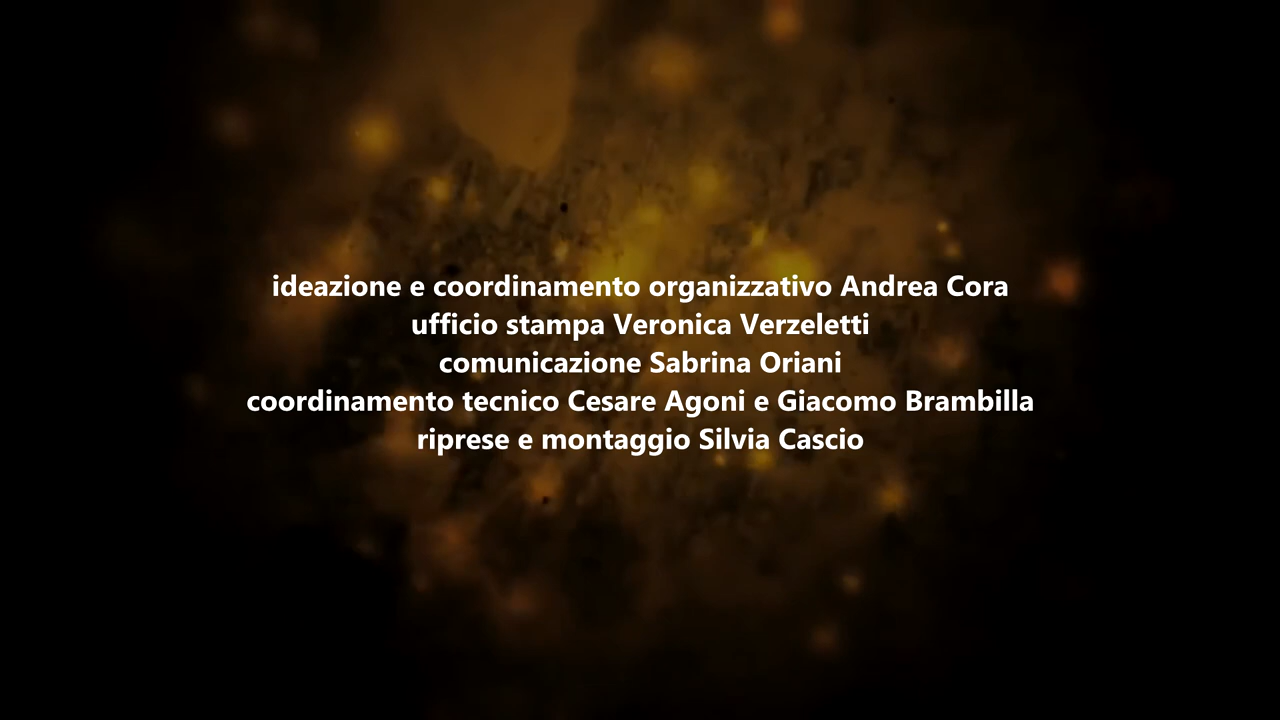 ideazione e coordinamento organizzativo Andrea Cora
ufficio stampa Veronica Verzeletti
comunicazione Sabrina Oriani
coordinamento tecnico Cesare Agoni e Giacomo Brambilla
riprese e montaggio Silvia Cascio